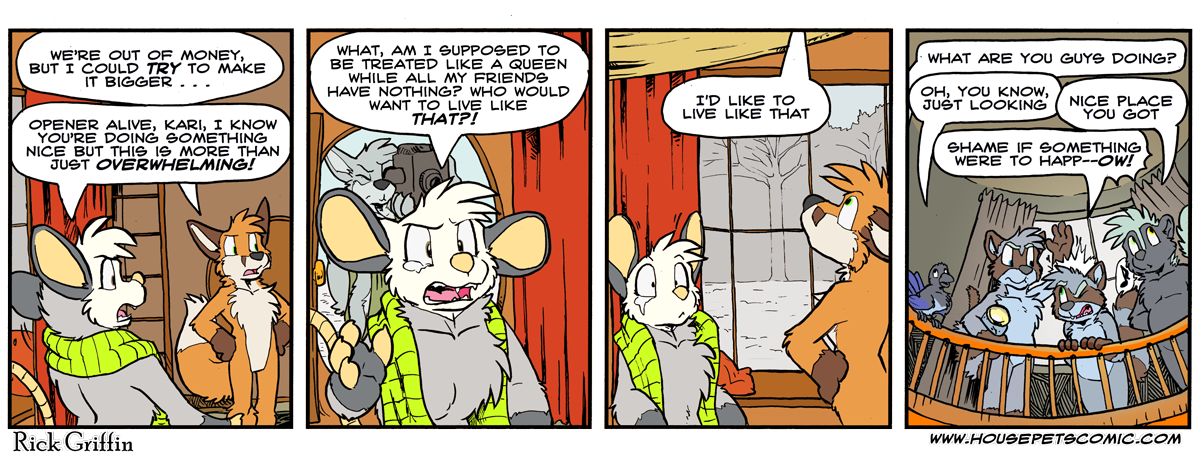 WE'RE OUT OF MONEY,
BUT I COULD TRY TO MAKE
IT BIGGER . . .
OPENER ALIVE, KARI, I KNOW
YOU'RE DOING SOMETHING
NICE BUT THIS IS MORE THAN
JUST OVERWHELMING!
WHAT, AM I SUPPOSED TO
BE TREATED LIKE A QUEEN
WHILE ALL MY FRIENDS
HAVE NOTHING? WHO WOULD
WANT TO LIVE LIKE
THAT?!
I'D LIKE TO
LIVE LIKE THAT
WHAT ARE YOU GUYS DOING?
OH, YOU KNOW,
JUST LOOKING
NICE PLACE
YOU GOT
SHAME IF SOMETHING
WERE TO HAPP--OW!
Rick Griffin
WWW.HOUSEPETSCOMIC.COM